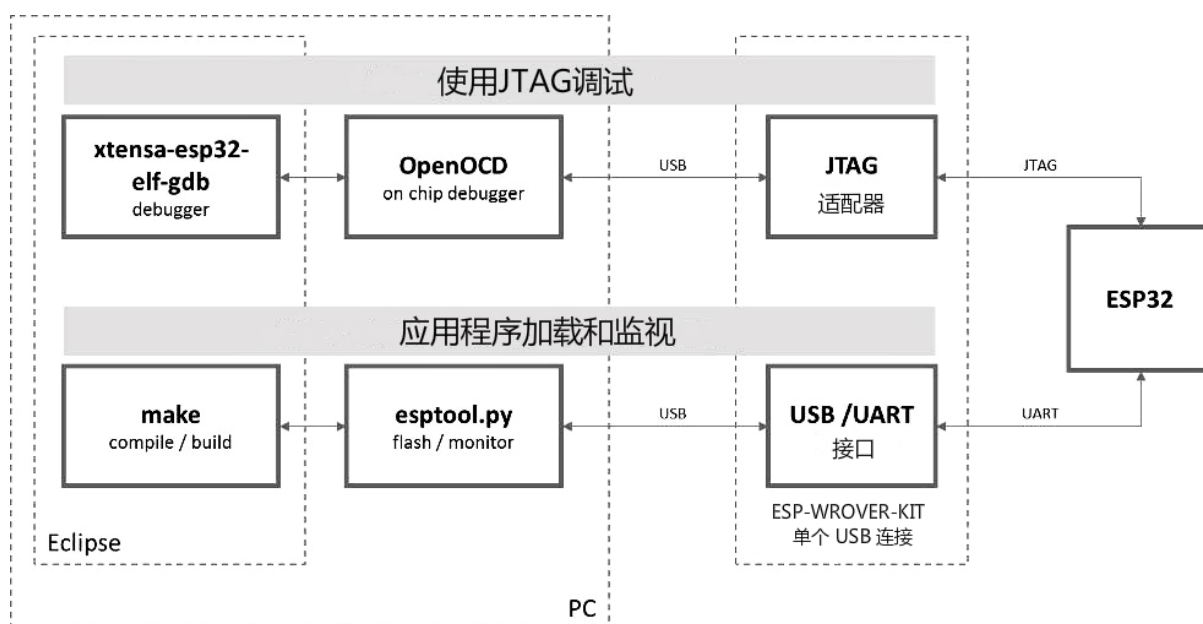 使用JTAG调试
xtensa-esp32-
elf-gdb
debugger
OpenOCD
on chip debugger
USB
JTAG
适配器
JTAG
ESP32
应用程序加载和监视
make
compile / build
esptool.py
flash / monitor
USB
USB /UART
接口
UART
ESP-WROVER-KIT
单个 USB 连接
Eclipse
PC